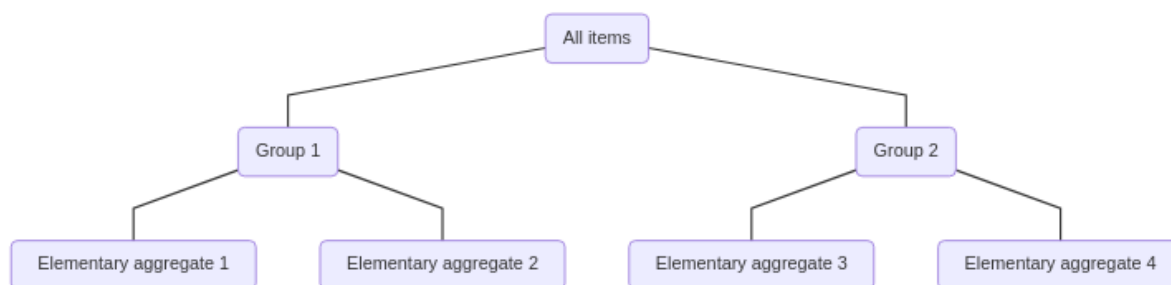 All items
Group 1
Group 2
Elementary aggregate 1
Elementary aggregate 2
Elementary aggregate 3
Elementary aggregate 4